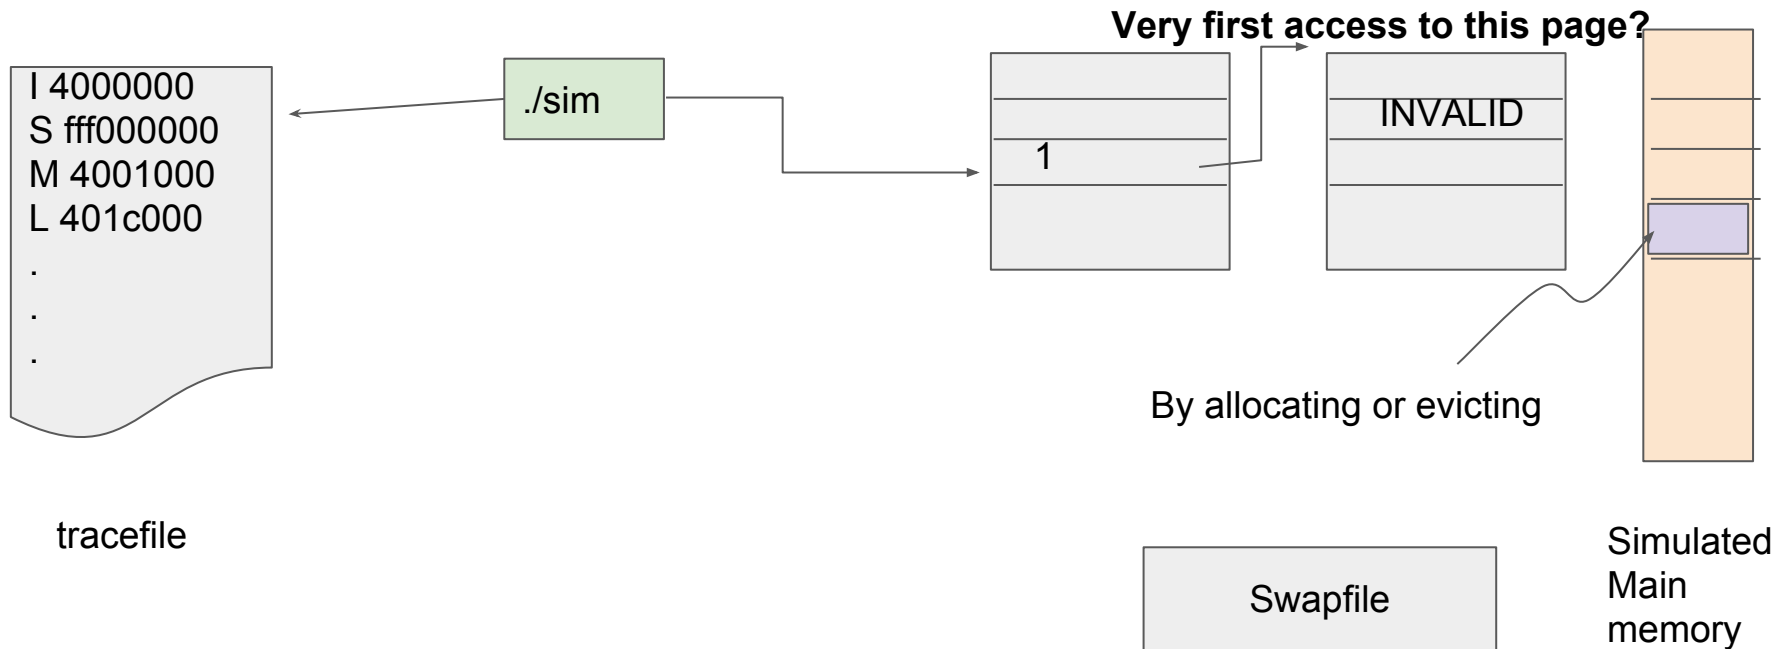 Very first access to this page?
I 4000000
S fff000000
M 4001000
L 401c000
.
.
.
./sim
1
INVALID
By allocating or evicting
tracefile
Swapfile
Simulated
Main
memory